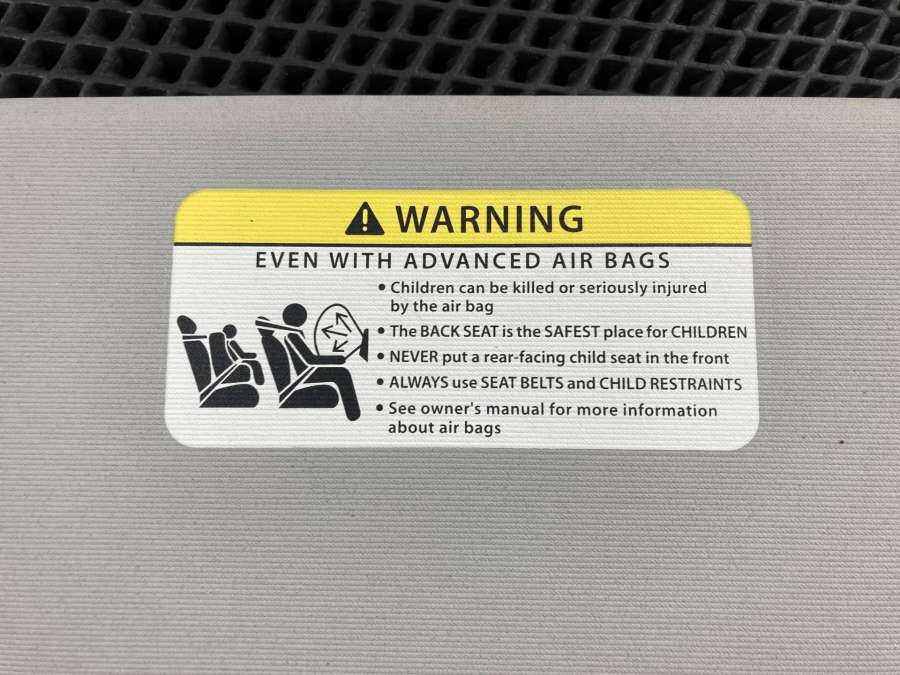 WARNING
EVEN WITH ADVANCED AIR BAGS
• Children can be killed or seriously injured
by the air bag
• The BACK SEAT is the SAFEST place for CHILDREN
• NEVER put a rear-facing child seat in the front
• ALWAYS use SEAT BELTS and CHILD RESTRAINTS
• See owner's manual for more information
about air bags